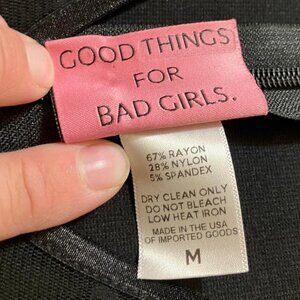 GOOD THINGS
FOR
BAD GIRLS.
67% RAYON
28% NYLON
5% SPANDEX
DRY CLEAN ONLY
DO NOT BLEACH
LOW HEAT IRON
MADE IN THE USA
OF IMPORTED GOODS
M